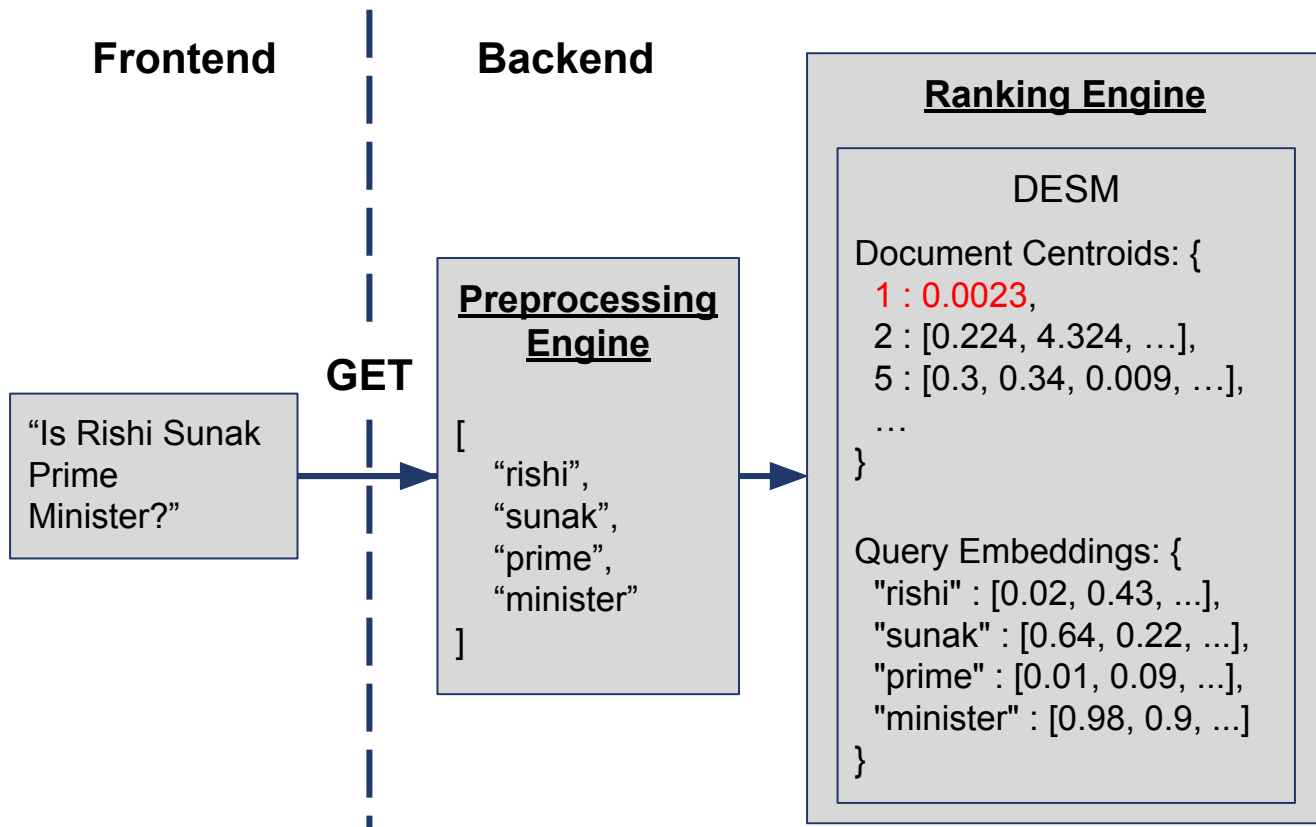 Frontend
Backend
GET
“Is Rishi Sunak
Prime
Minister?”
Preprocessing
Engine
[
“rishi”,
“sunak”,
“prime”,
“minister”
]
Ranking Engine
DESM
Document Centroids: {
1 : 0.0023,
2 : [0.224, 4.324, …],
5 : [0.3, 0.34, 0.009, …],
…
}
Query Embeddings: {
"rishi" : [0.02, 0.43, ...],
"sunak" : [0.64, 0.22, ...],
"prime" : [0.01, 0.09, ...],
"minister" : [0.98, 0.9, ...]
}